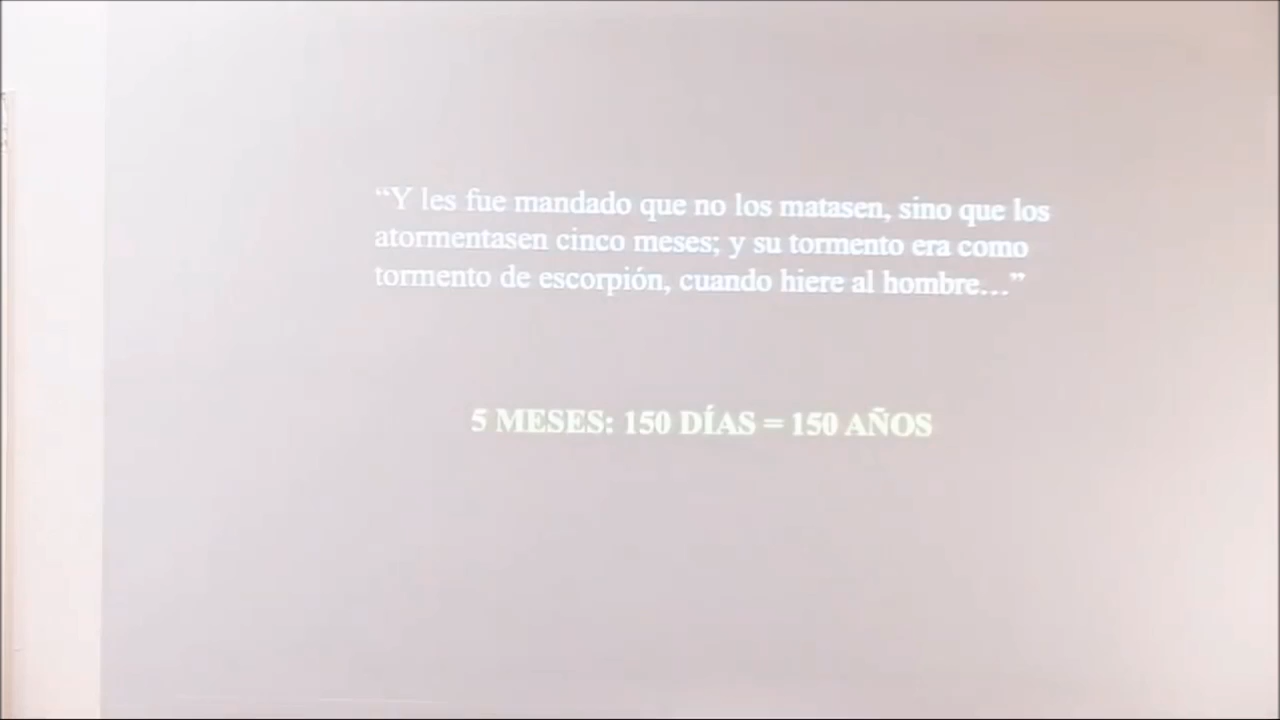 “Y les fue mandado que no los matasen, sino que los
atormentasen cinco meses; y su tormento era como
tormento de escorpión, cuando hiere al hombre…”
5 MESES: 150 DÍAS = 150 AÑOS